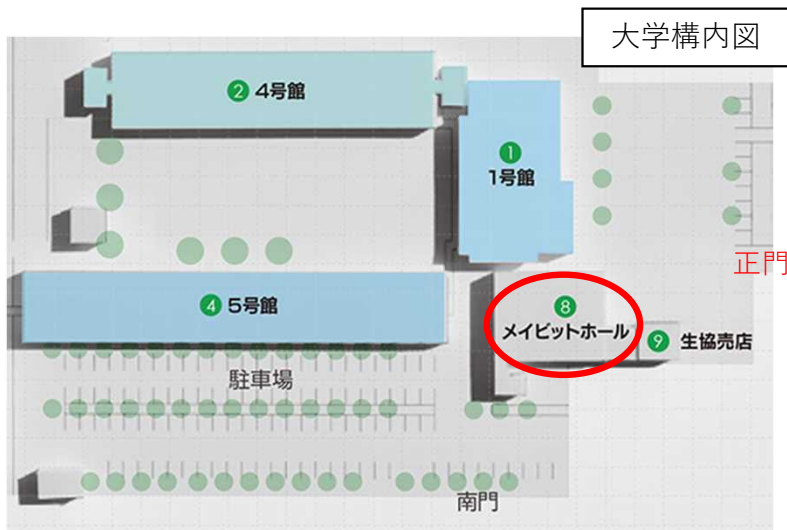 大学構内図
2 4号館
1
1号館
正門
4 5号館
8
メイビットホール
9 生協売店
駐車場
南門